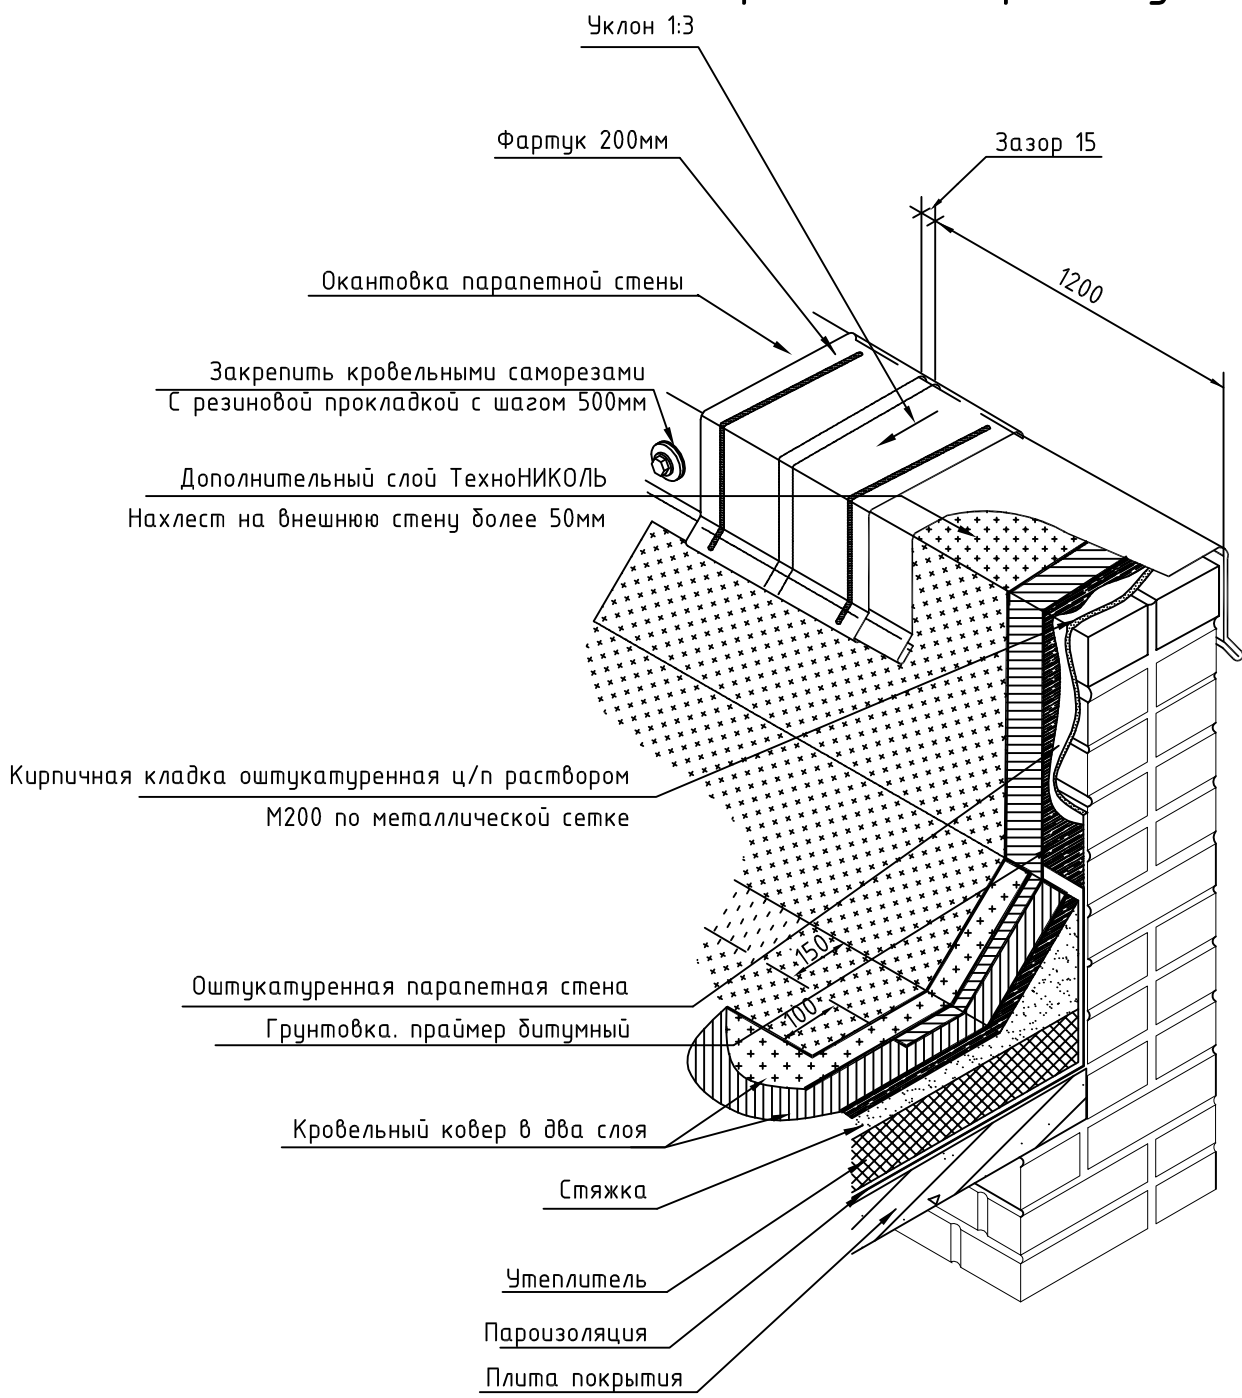 Уклон 1:3
Фартук 200мм
Зазор 15
1200
Окантовка парапетной стены
Закрепить кровельными саморезами
С резиновой прокладкой с шагом 500мм
Дополнительный слой ТехноНИКОЛЬ
Нахлест на внешнюю стену более 50мм
Кирпичная кладка оштукатуренная ц/п раствором
М200 по металлической сетке
150
Оштукатуренная парапетная стена
100
Грунтовка. праймер битумный
Кровельный ковер в два слоя
Стяжка
Утеплитель
Пароизоляция
Плита покрытия